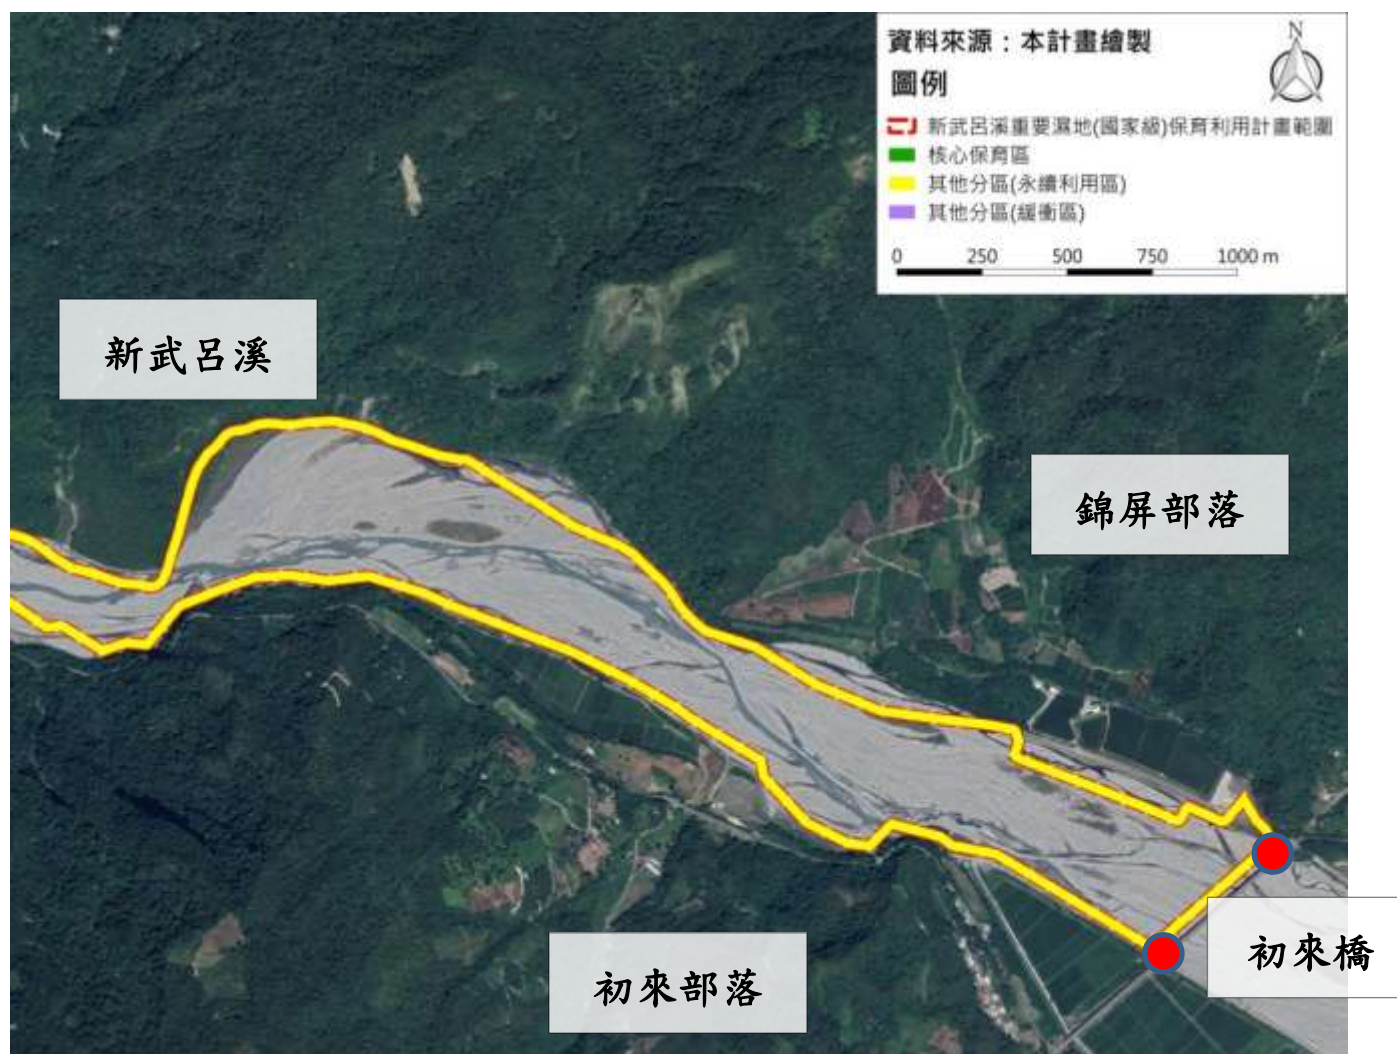 資料來源：本計畫繪製
N
圖例
新武呂溪重要濕地(國家級)保育利用計畫範圍
核心保育區
其他分區(永續利用區)
其他分區(緩衝區)
0 250 500 750 1000 m
新武呂溪
錦屏部落
初來部落
初來橋